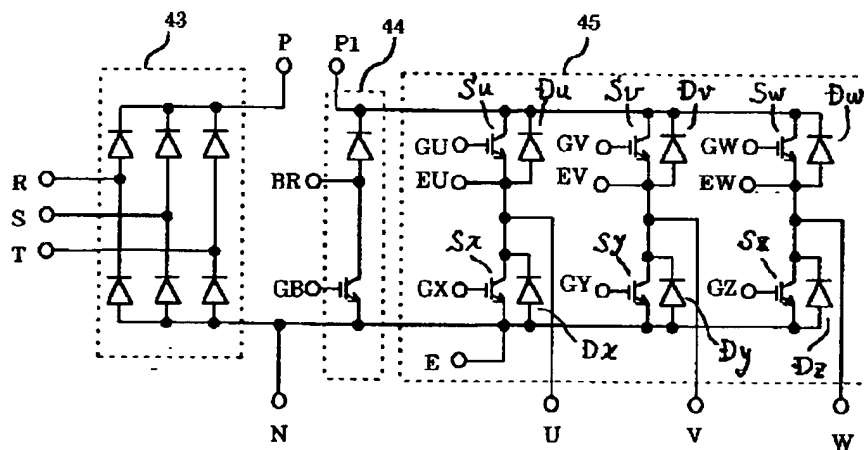 43 44 45
P P1
Su Du Sv Dv Sw Dw
GU GV GW
R BR EU EV EW
S
T Sx Sy Sz
GB GX GY GZ
E Dx Dy Dz
N U V W